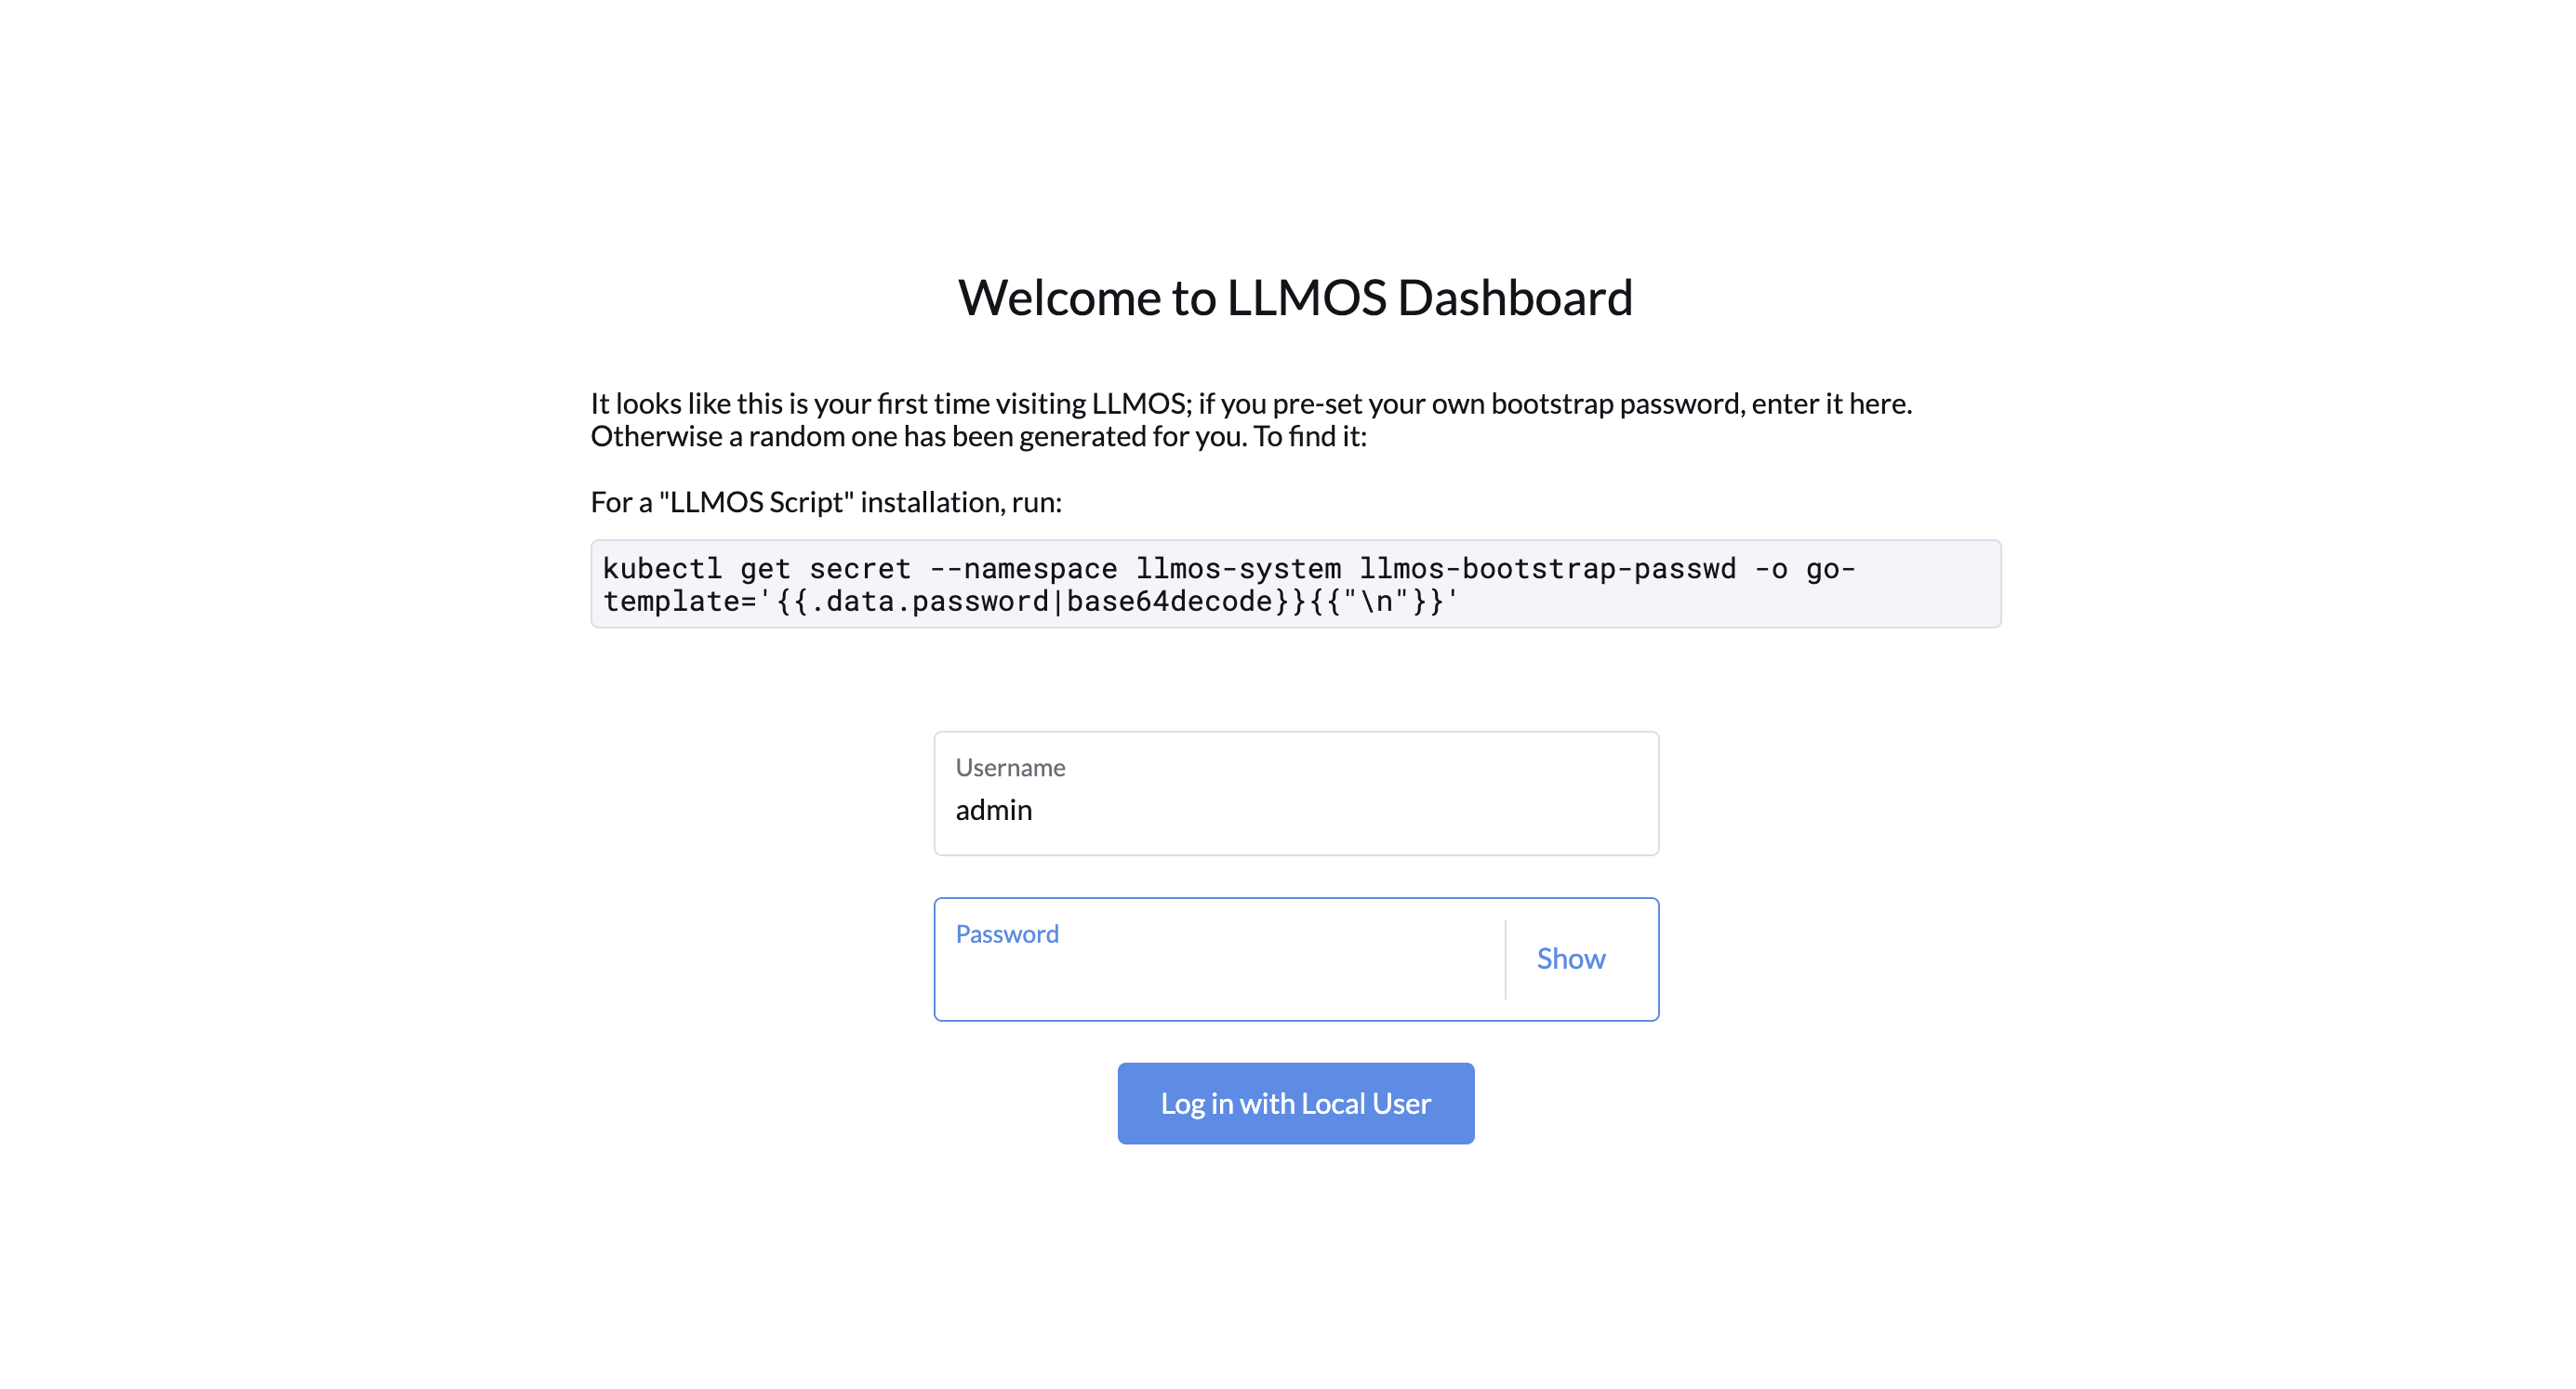 Welcome to LLMOS Dashboard
It looks like this is your first time visiting LLMOS; if you pre-set your own bootstrap password, enter it here.
Otherwise a random one has been generated for you. To find it:
For a "LLMOS Script" installation, run:
kubectl get secret --namespace llmos-system llmos-bootstrap-passwd -o go-
template='{{.data.password|base64decode}}{{"\n"}}'
Username
admin
Password
Show
Log in with Local User